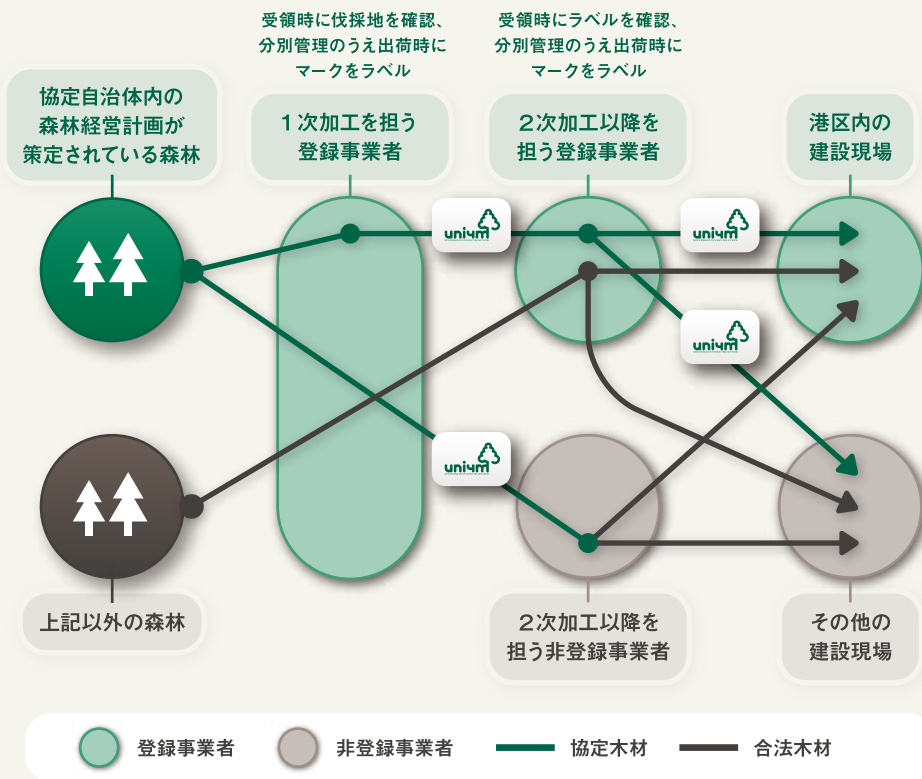 受領時に伐採地を確認、
分別管理のうえ出荷時に
マークをラベル
受領時にラベルを確認、
分別管理のうえ出荷時に
マークをラベル
協定自治体内の
森林経営計画が
策定されている森林
1次加工を担う
登録事業者
2次加工以降を
担う登録事業者
港区内の
建設現場
uni4m
uni4m
uni4m
uni4m
上記以外の森林
2次加工以降を
担う非登録事業者
その他の
建設現場
登録事業者
非登録事業者
協定木材
合法木材